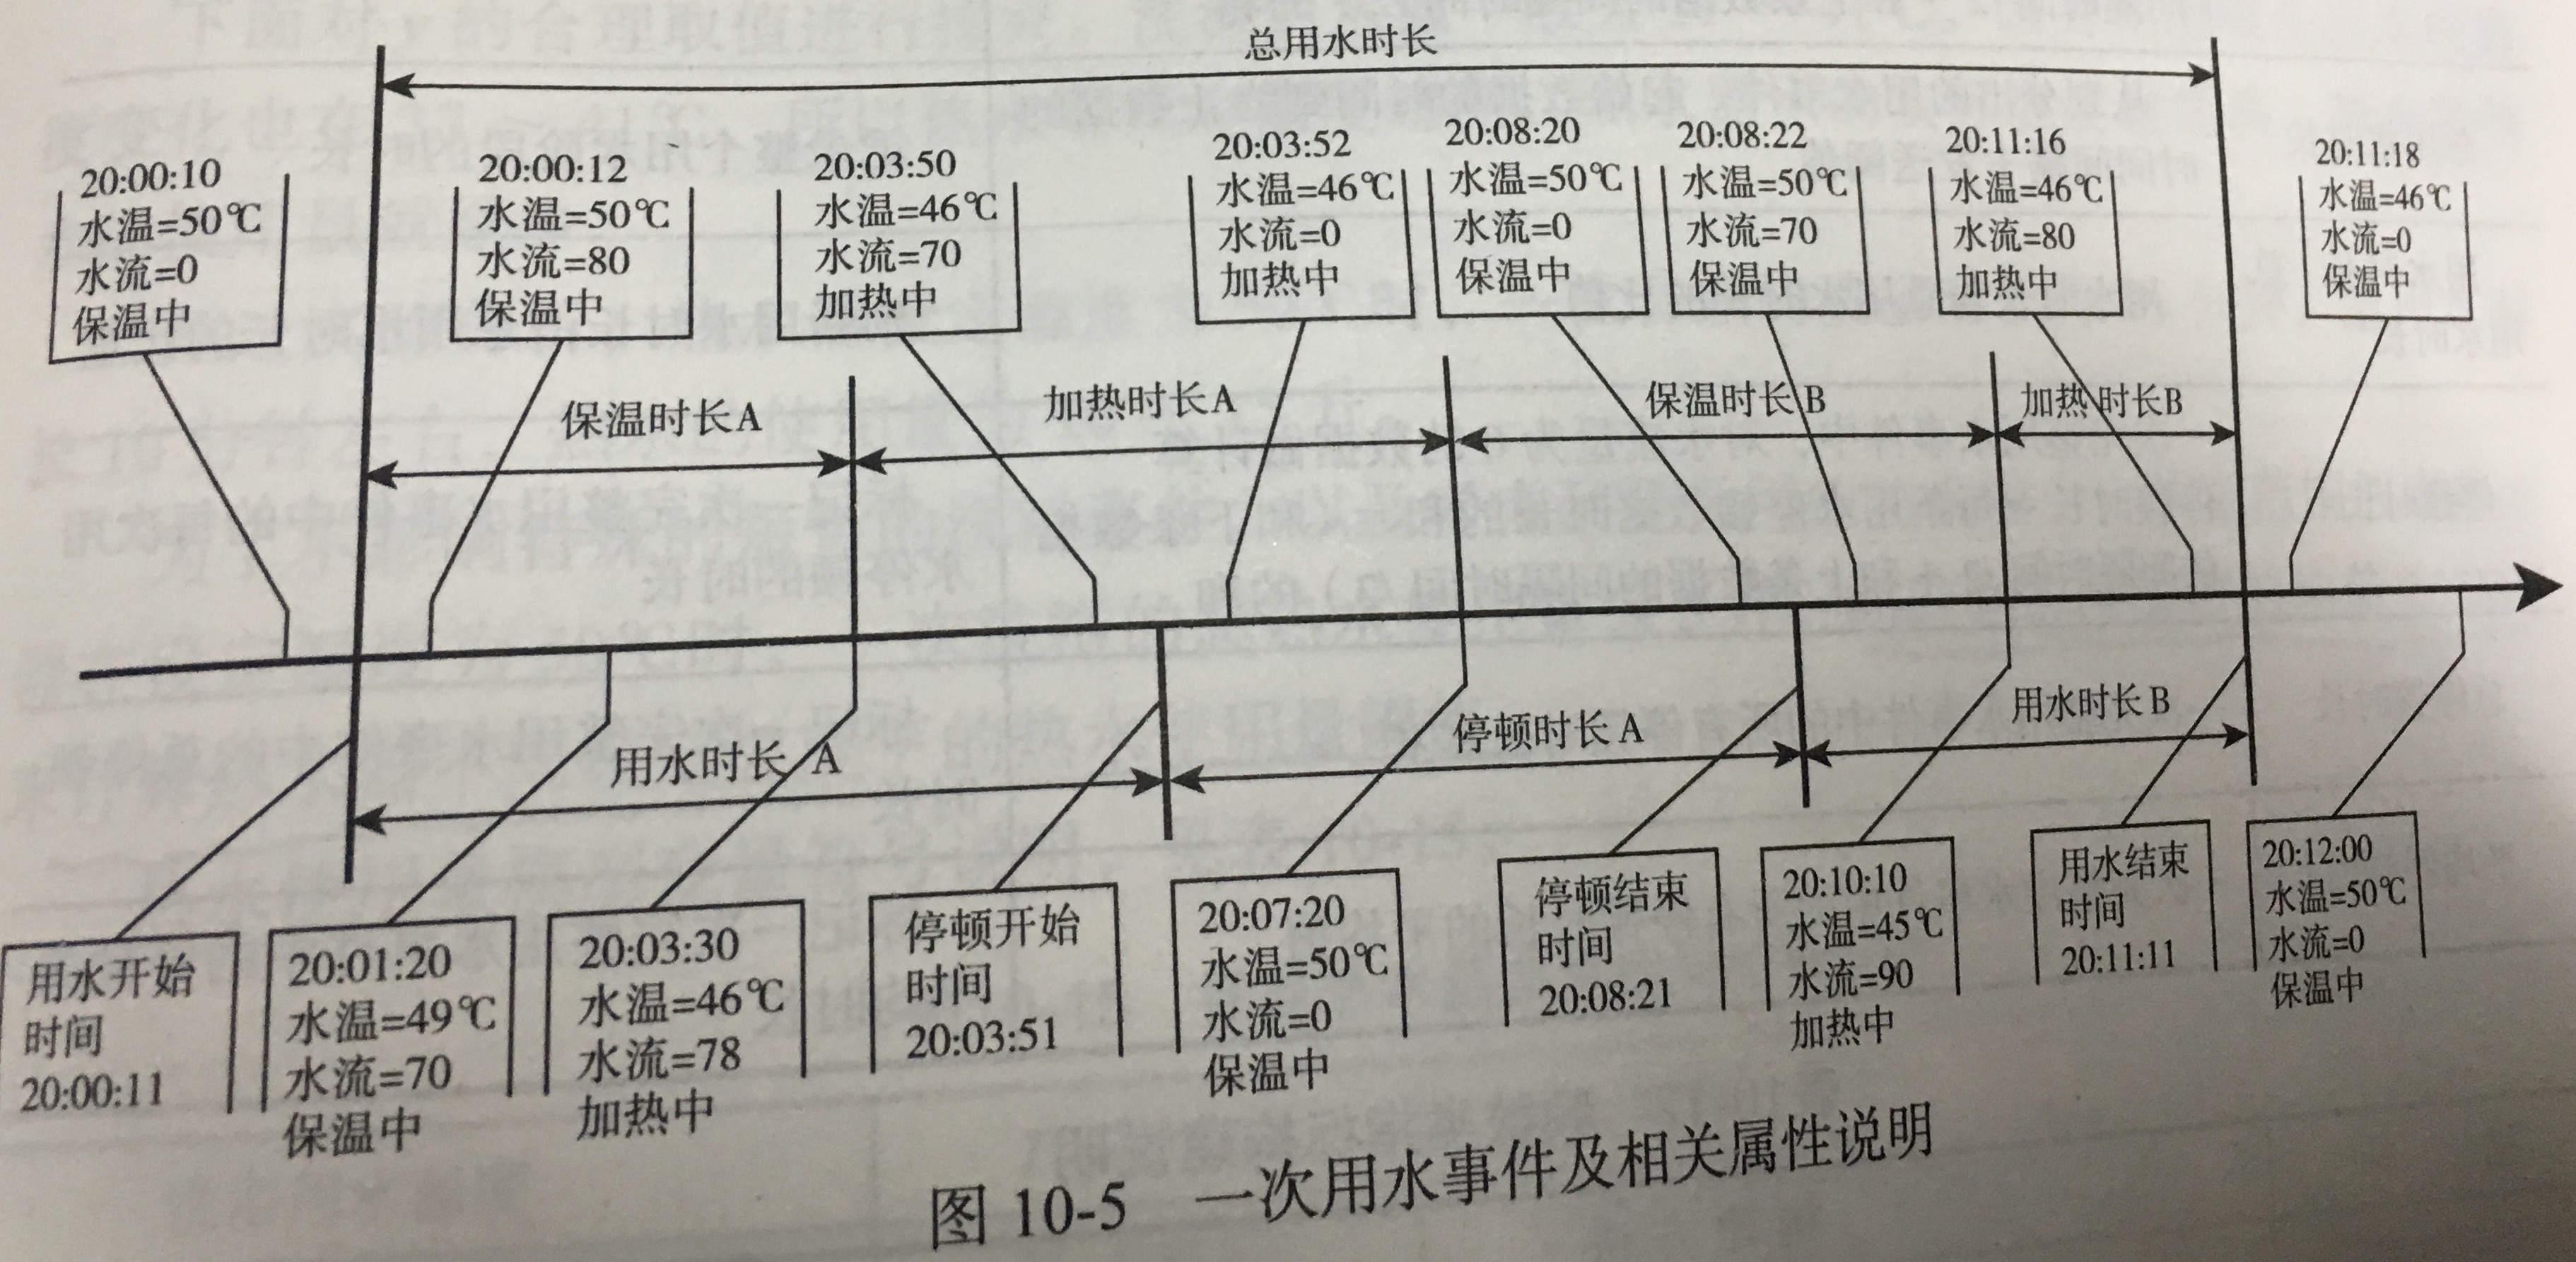 总用水时长
20:00:10
水温=50℃
水流=0
保温中
20:00:12
水温=50℃
水流=80
保温中
20:03:50
水温=46℃
水流=70
加热中
20:03:52
水温=46℃
水流=0
加热中
20:08:20
水温=50℃
水流=0
保温中
20:08:22
水温=50℃
水流=70
保温中
20:11:16
水温=46℃
水流=80
加热中
20:11:18
水温=46℃
水流=0
保温中
保温时长A
加热时长A
保温时长B
加热时长B
用水时长 A
停顿时长 A
用水时长 B
用水开始
时间
20:00:11
20:01:20
水温=49℃
水流=70
保温中
20:03:30
水温=46℃
水流=78
加热中
停顿开始
时间
20:03:51
20:07:20
水温=50℃
水流=0
保温中
停顿结束
时间
20:08:21
20:10:10
水温=45℃
水流=90
加热中
用水结束
时间
20:11:11
20:12:00
水温=50℃
水流=0
保温中
图 10-5 一次用水事件及相关属性说明